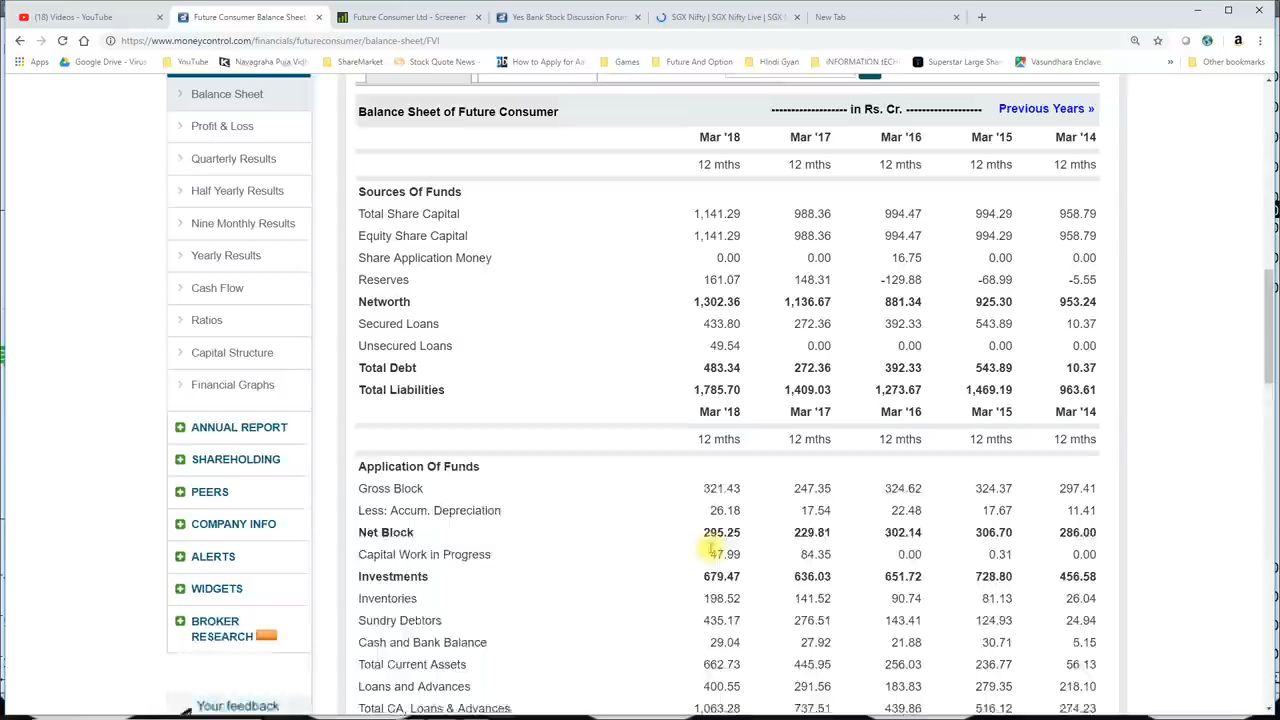 (18) Videos - YouTube
Future Consumer Balance Sheet
Future Consumer Ltd - Screener
Yes Bank Stock Discussion Forum
SGX Nifty | SGX Nifty Live | SGX N
New Tab
https://www.moneycontrol.com/financials/futureconsumer/balance-sheet/FVI
Apps Google Drive - Virus YouTube Navagraha Puja Vidh ShareMarket Stock Quote News - How to Apply for Aa Games Future And Option HIndi Gyan iNFORMATION tECH Superstar Large Shar Vasundhara Enclave, » Other bookmarks
Balance Sheet
Profit & Loss
Quarterly Results
Half Yearly Results
Nine Monthly Results
Yearly Results
Cash Flow
Ratios
Capital Structure
Financial Graphs
ANNUAL REPORT
SHAREHOLDING
PEERS
COMPANY INFO
ALERTS
WIDGETS
BROKER
RESEARCH
Your feedback
Balance Sheet of Future Consumer ------------------- in Rs. Cr. ------------------- Previous Years »
Mar '18 Mar '17 Mar '16 Mar '15 Mar '14
12 mths 12 mths 12 mths 12 mths 12 mths
Sources Of Funds
Total Share Capital 1,141.29 988.36 994.47 994.29 958.79
Equity Share Capital 1,141.29 988.36 994.47 994.29 958.79
Share Application Money 0.00 0.00 16.75 0.00 0.00
Reserves 161.07 148.31 -129.88 -68.99 -5.55
Networth 1,302.36 1,136.67 881.34 925.30 953.24
Secured Loans 433.80 272.36 392.33 543.89 10.37
Unsecured Loans 49.54 0.00 0.00 0.00 0.00
Total Debt 483.34 272.36 392.33 543.89 10.37
Total Liabilities 1,785.70 1,409.03 1,273.67 1,469.19 963.61
Mar '18 Mar '17 Mar '16 Mar '15 Mar '14
12 mths 12 mths 12 mths 12 mths 12 mths
Application Of Funds
Gross Block 321.43 247.35 324.62 324.37 297.41
Less: Accum. Depreciation 26.18 17.54 22.48 17.67 11.41
Net Block 295.25 229.81 302.14 306.70 286.00
Capital Work in Progress 47.99 84.35 0.00 0.31 0.00
Investments 679.47 636.03 651.72 728.80 456.58
Inventories 198.52 141.52 90.74 81.13 26.04
Sundry Debtors 435.17 276.51 143.41 124.93 24.94
Cash and Bank Balance 29.04 27.92 21.88 30.71 5.15
Total Current Assets 662.73 445.95 256.03 236.77 56.13
Loans and Advances 400.55 291.56 183.83 279.35 218.10
Total CA, Loans & Advances 1,063.28 737.51 439.86 516.12 274.23